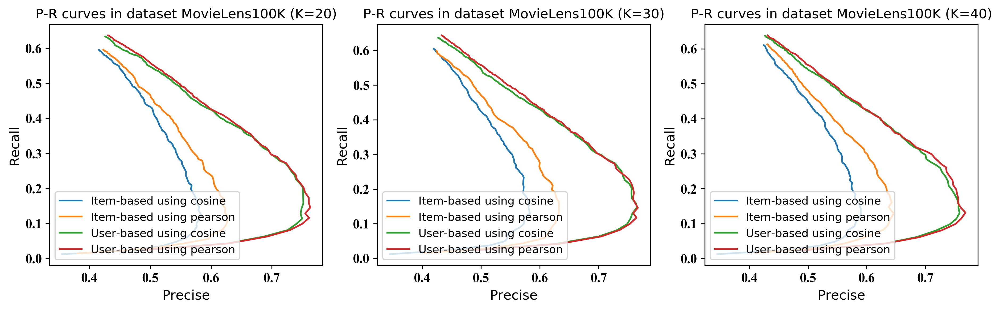 P-R curves in dataset MovieLens100K (K=20)
0.6
0.5
0.4
0.3
0.2
0.1
0.0
Recall
Item-based using cosine
Item-based using pearson
User-based using cosine
User-based using pearson
0.4 0.5 0.6 0.7
Precise
P-R curves in dataset MovieLens100K (K=30)
0.6
0.5
0.4
0.3
0.2
0.1
0.0
Recall
Item-based using cosine
Item-based using pearson
User-based using cosine
User-based using pearson
0.4 0.5 0.6 0.7
Precise
P-R curves in dataset MovieLens100K (K=40)
0.6
0.5
0.4
0.3
0.2
0.1
0.0
Recall
Item-based using cosine
Item-based using pearson
User-based using cosine
User-based using pearson
0.4 0.5 0.6 0.7
Precise